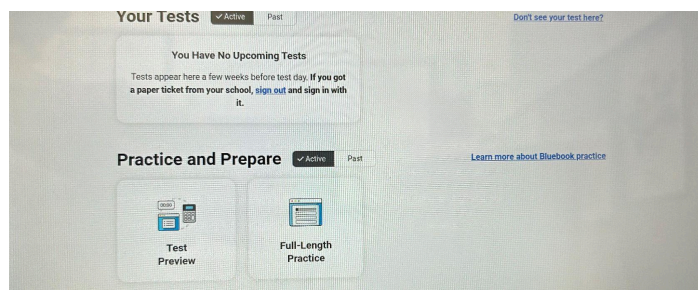 Your Tests ✓ Active Past Don't see your test here?
You Have No Upcoming Tests
Tests appear here a few weeks before test day. If you got
a paper ticket from your school, sign out and sign in with
it.
Practice and Prepare ✓ Active Past Learn more about Bluebook practice
Test
Preview
Full-Length
Practice